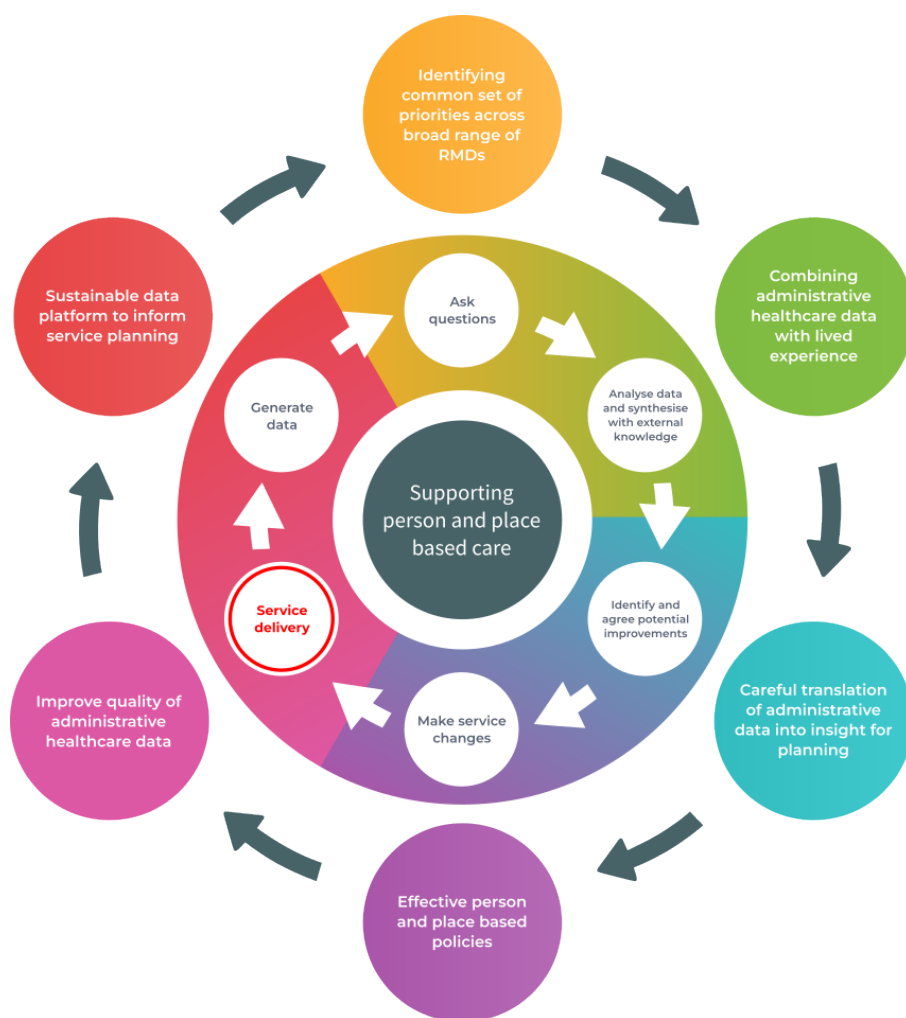 Identifying
common set of
priorities across
broad range of
RMDs
Sustainable data
platform to inform
service planning
Combining
administrative
healthcare data
with lived
experience
Ask
questions
Generate
data
Analyse data
and synthesise
with external
knowledge
Supporting
person and place
based care
Service
delivery
Identify and
agree potential
improvements
Make service
changes
Improve quality of
administrative
healthcare data
Careful translation
of administrative
data into insight for
planning
Effective person
and place based
policies